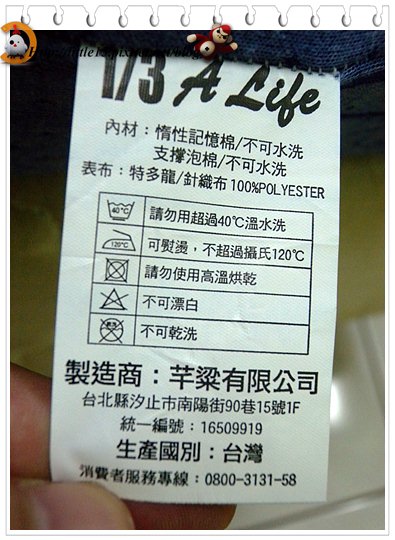 1/3 A Life
內材：惰性記憶棉/不可水洗
支撐泡棉/不可水洗
表布：特多龍/針織布100%POLYESTER
40°C 請勿用超過40℃溫水洗
120°C 可熨燙，不超過攝氏120℃
請勿使用高溫烘乾
不可漂白
不可乾洗
製造商：芊粱有限公司
台北縣汐止市南陽街90巷15號1F
統一編號：16509919
生產國別：台灣
消費者服務專線：0800-3131-58